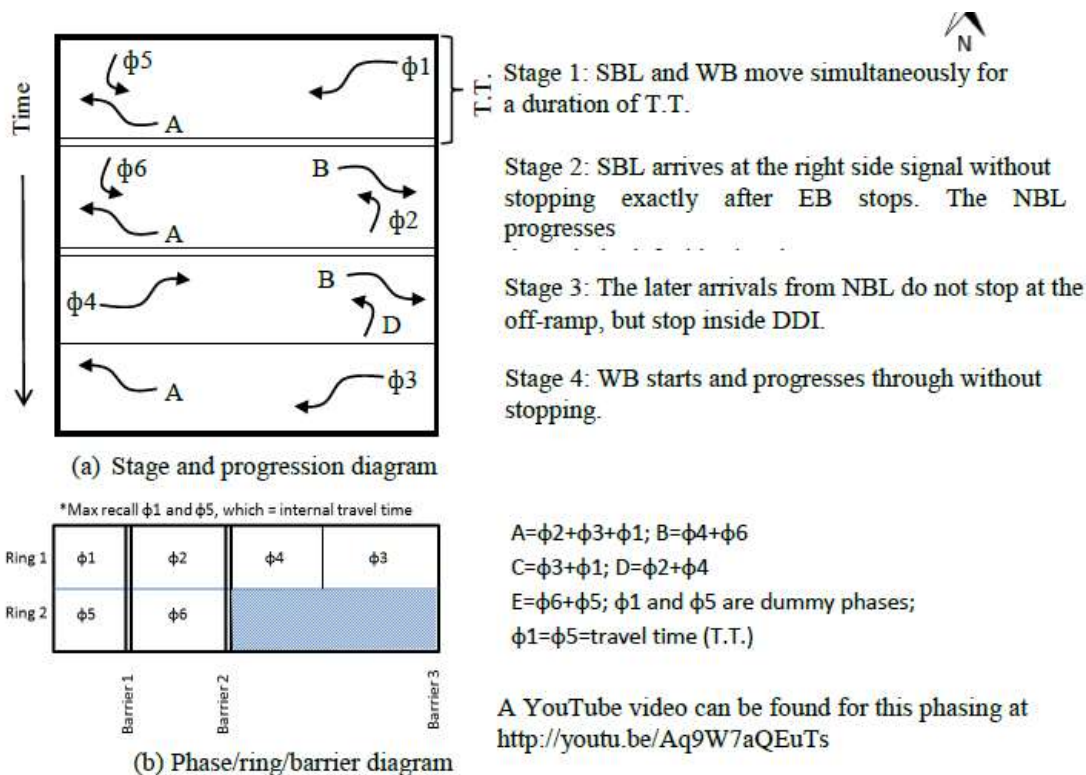 N
Time
T.T.
ϕ5
ϕ1
A
ϕ6
B
ϕ2
A
B
ϕ4
D
A
ϕ3
(a) Stage and progression diagram
Stage 1: SBL and WB move simultaneously for
a duration of T.T.
Stage 2: SBL arrives at the right side signal without
stopping exactly after EB stops. The NBL
progresses
Stage 3: The later arrivals from NBL do not stop at the
off-ramp, but stop inside DDI.
Stage 4: WB starts and progresses through without
stopping.
*Max recall ϕ1 and ϕ5, which = internal travel time
Ring 1
ϕ1
ϕ2
ϕ4
ϕ3
Ring 2
ϕ5
ϕ6
Barrier 1
Barrier 2
Barrier 3
(b) Phase/ring/barrier diagram
A=ϕ2+ϕ3+ϕ1; B=ϕ4+ϕ6
C=ϕ3+ϕ1; D=ϕ2+ϕ4
E=ϕ6+ϕ5; ϕ1 and ϕ5 are dummy phases;
ϕ1=ϕ5=travel time (T.T.)
A YouTube video can be found for this phasing at
http://youtu.be/Aq9W7aQEuTs